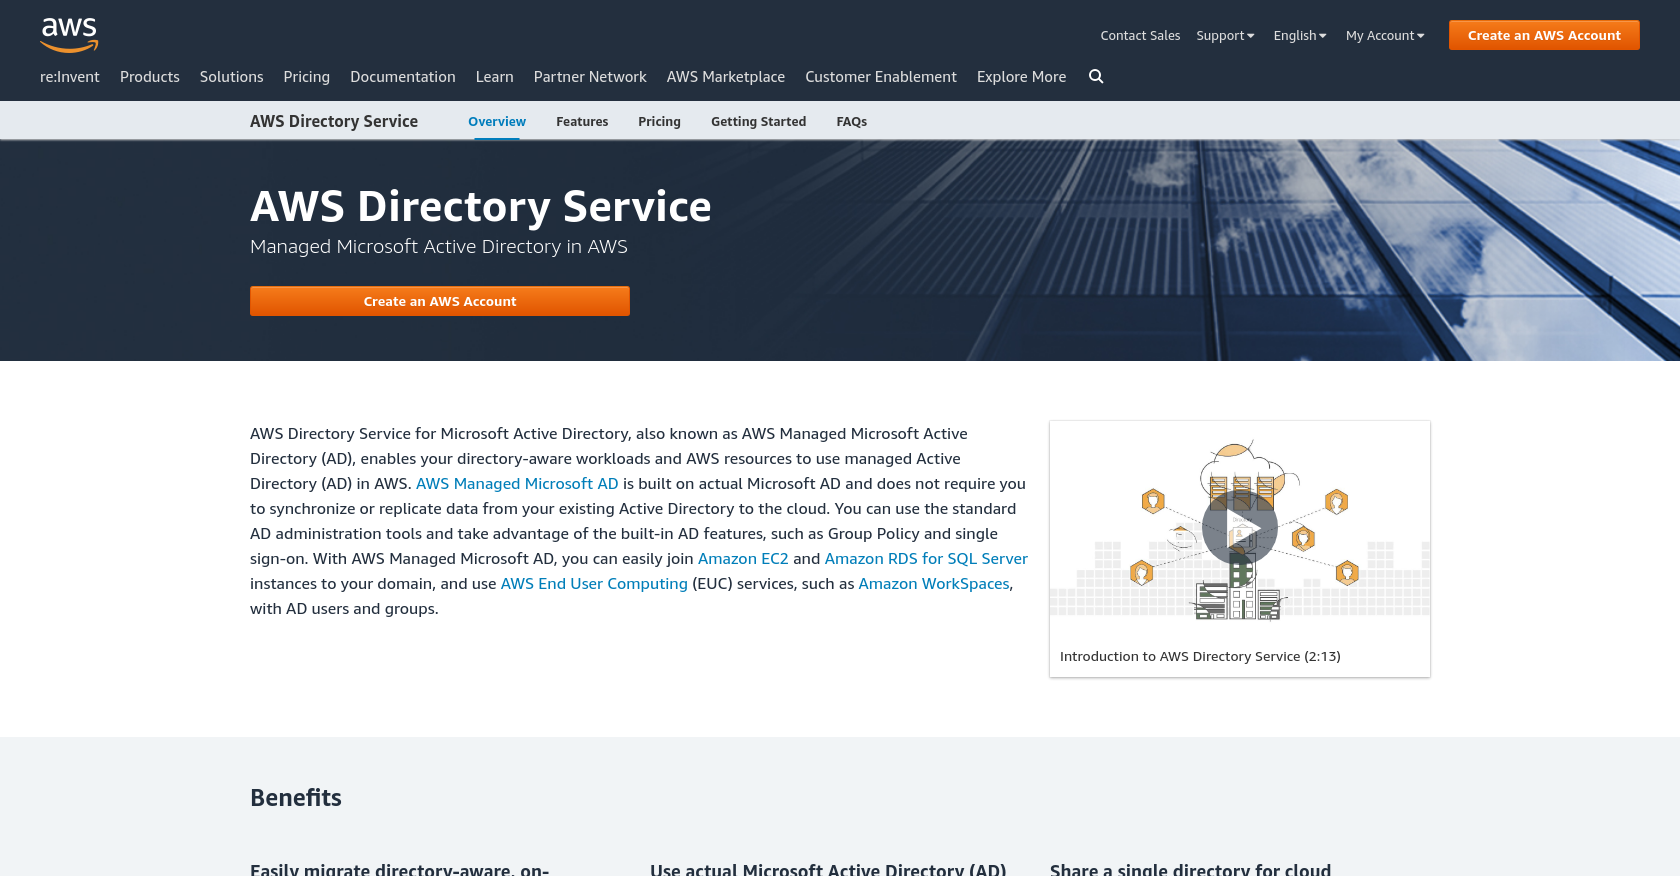 aws
Contact Sales Support English My Account Create an AWS Account
re:Invent Products Solutions Pricing Documentation Learn Partner Network AWS Marketplace Customer Enablement Explore More
AWS Directory Service Overview Features Pricing Getting Started FAQs
AWS Directory Service
Managed Microsoft Active Directory in AWS
Create an AWS Account
AWS Directory Service for Microsoft Active Directory, also known as AWS Managed Microsoft Active
Directory (AD), enables your directory-aware workloads and AWS resources to use managed Active
Directory (AD) in AWS. AWS Managed Microsoft AD is built on actual Microsoft AD and does not require you
to synchronize or replicate data from your existing Active Directory to the cloud. You can use the standard
AD administration tools and take advantage of the built-in AD features, such as Group Policy and single
sign-on. With AWS Managed Microsoft AD, you can easily join Amazon EC2 and Amazon RDS for SQL Server
instances to your domain, and use AWS End User Computing (EUC) services, such as Amazon WorkSpaces,
with AD users and groups.
Introduction to AWS Directory Service (2:13)
Benefits
Easily migrate directory-aware, on-
Use actual Microsoft Active Directory (AD)
Share a single directory for cloud